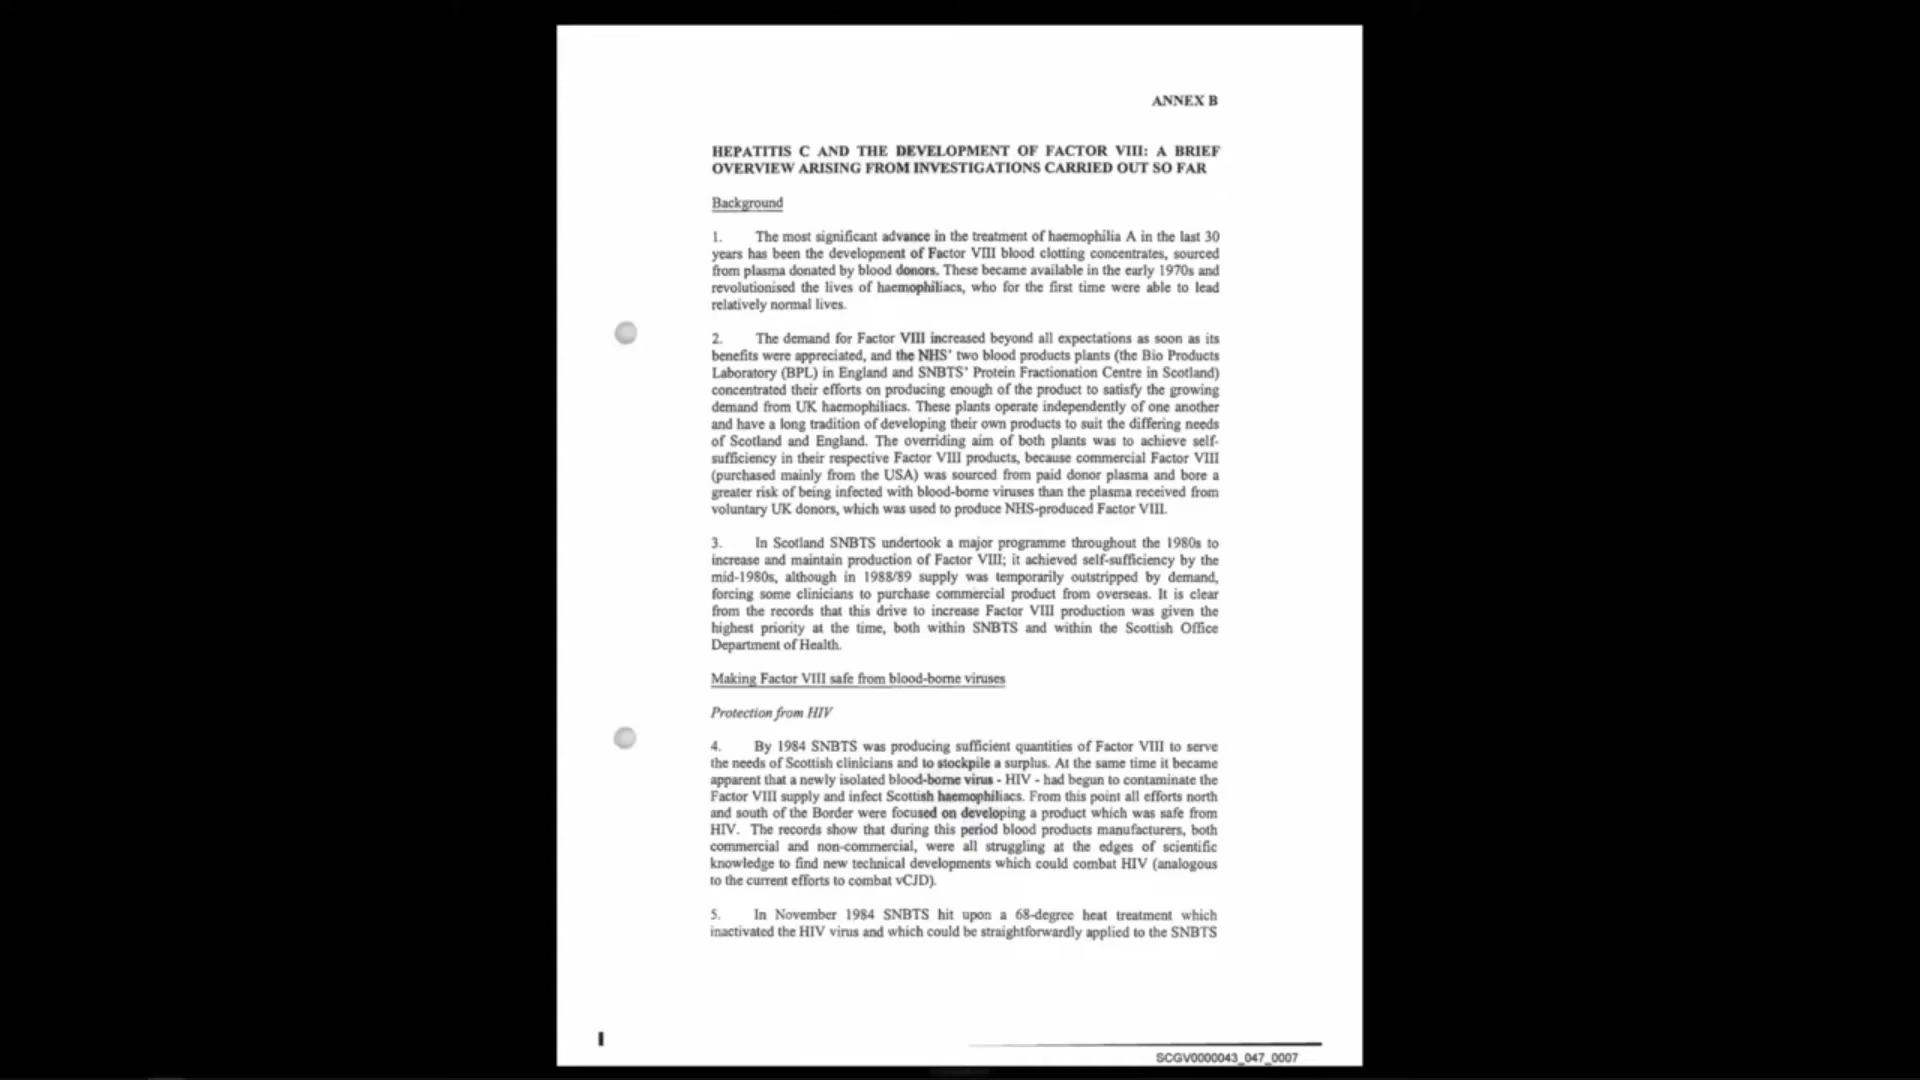 ANNEX B
HEPATITIS C AND THE DEVELOPMENT OF FACTOR VIII: A BRIEF
OVERVIEW ARISING FROM INVESTIGATIONS CARRIED OUT SO FAR
Background
1. The most significant advance in the treatment of haemophilia A in the last 30
years has been the development of Factor VIII blood clotting concentrates, sourced
from plasma donated by blood donors. These became available in the early 1970s and
revolutionised the lives of haemophiliacs, who for the first time were able to lead
relatively normal lives.
2. The demand for Factor VIII increased beyond all expectations as soon as its
benefits were appreciated, and the NHS' two blood products plants (the Bio Products
Laboratory (BPL) in England and SNBTS' Protein Fractionation Centre in Scotland)
concentrated their efforts on producing enough of the product to satisfy the growing
demand from UK haemophiliacs. These plants operate independently of one another
and have a long tradition of developing their own products to suit the differing needs
of Scotland and England. The overriding aim of both plants was to achieve self-
sufficiency in their respective Factor VIII products, because commercial Factor VIII
(purchased mainly from the USA) was sourced from paid donor plasma and bore a
greater risk of being infected with blood-borne viruses than the plasma received from
voluntary UK donors, which was used to produce NHS-produced Factor VIII.
3. In Scotland SNBTS undertook a major programme throughout the 1980s to
increase and maintain production of Factor VIII; it achieved self-sufficiency by the
mid-1980s, although in 1988/89 supply was temporarily outstripped by demand,
forcing some clinicians to purchase commercial product from overseas. It is clear
from the records that this drive to increase Factor VIII production was given the
highest priority at the time, both within SNBTS and within the Scottish Office
Department of Health.
Making Factor VIII safe from blood-borne viruses
Protection from HIV
4. By 1984 SNBTS was producing sufficient quantities of Factor VIII to serve
the needs of Scottish clinicians and to stockpile a surplus. At the same time it became
apparent that a newly isolated blood-borne virus - HIV - had begun to contaminate the
Factor VIII supply and infect Scottish haemophiliacs. From this point all efforts north
and south of the Border were focused on developing a product which was safe from
HIV. The records show that during this period blood products manufacturers, both
commercial and non-commercial, were all struggling at the edges of scientific
knowledge to find new technical developments which could combat HIV (analogous
to the current efforts to combat vCJD).
5. In November 1984 SNBTS hit upon a 68-degree heat treatment which
inactivated the HIV virus and which could be straightforwardly applied to the SNBTS
SCGV0000043_047_0007